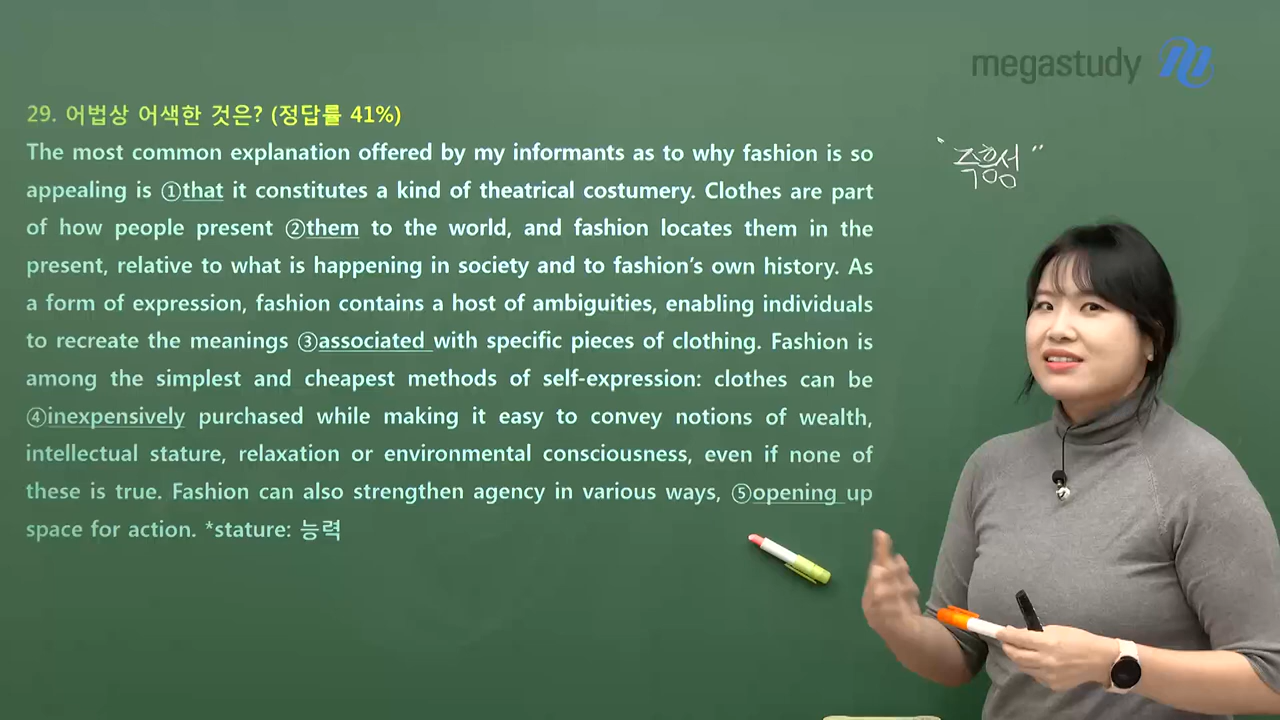 megastudy
29. 어법상 어색한 것은? (정답률 41%)
The most common explanation offered by my informants as to why fashion is so
appealing is ①that it constitutes a kind of theatrical costumery. Clothes are part
of how people present ②them to the world, and fashion locates them in the
present, relative to what is happening in society and to fashion's own history. As
a form of expression, fashion contains a host of ambiguities, enabling individuals
to recreate the meanings ③associated with specific pieces of clothing. Fashion is
among the simplest and cheapest methods of self-expression: clothes can be
④inexpensively purchased while making it easy to convey notions of wealth,
intellectual stature, relaxation or environmental consciousness, even if none of
these is true. Fashion can also strengthen agency in various ways, ⑤opening up
space for action. *stature: 능력
"즉흥성"